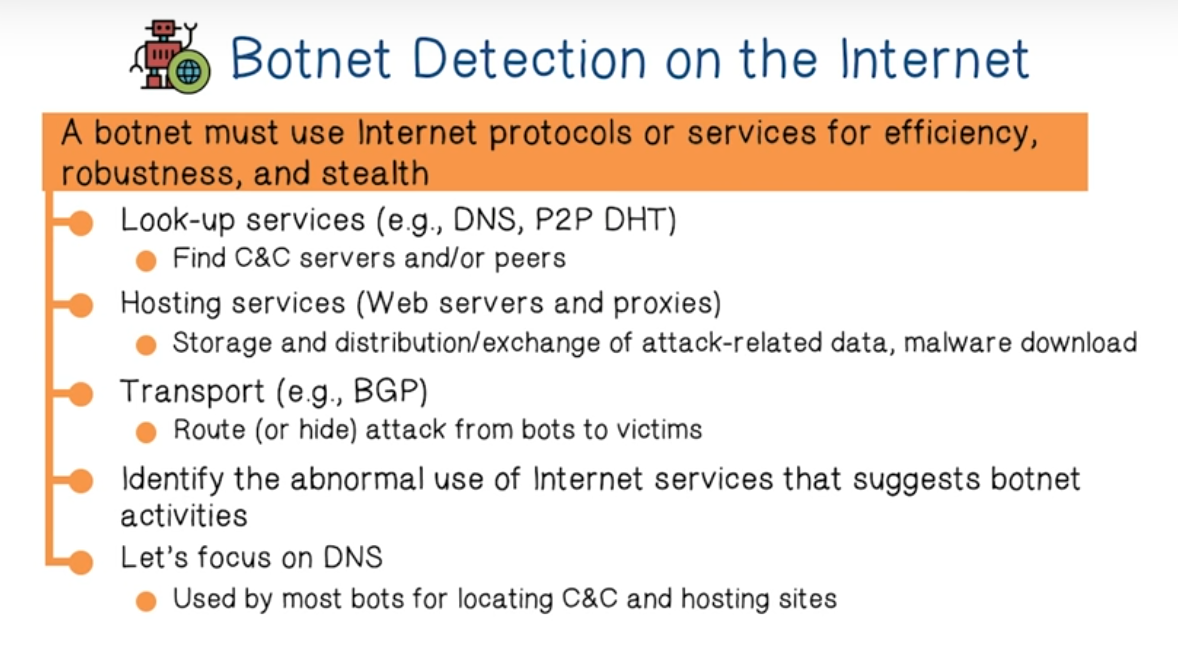 Botnet Detection on the Internet
A botnet must use Internet protocols or services for efficiency,
robustness, and stealth
Look-up services (e.g., DNS, P2P DHT)
Find C&C servers and/or peers
Hosting services (Web servers and proxies)
Storage and distribution/exchange of attack-related data, malware download
Transport (e.g., BGP)
Route (or hide) attack from bots to victims
Identify the abnormal use of Internet services that suggests botnet
activities
Let's focus on DNS
Used by most bots for locating C&C and hosting sites